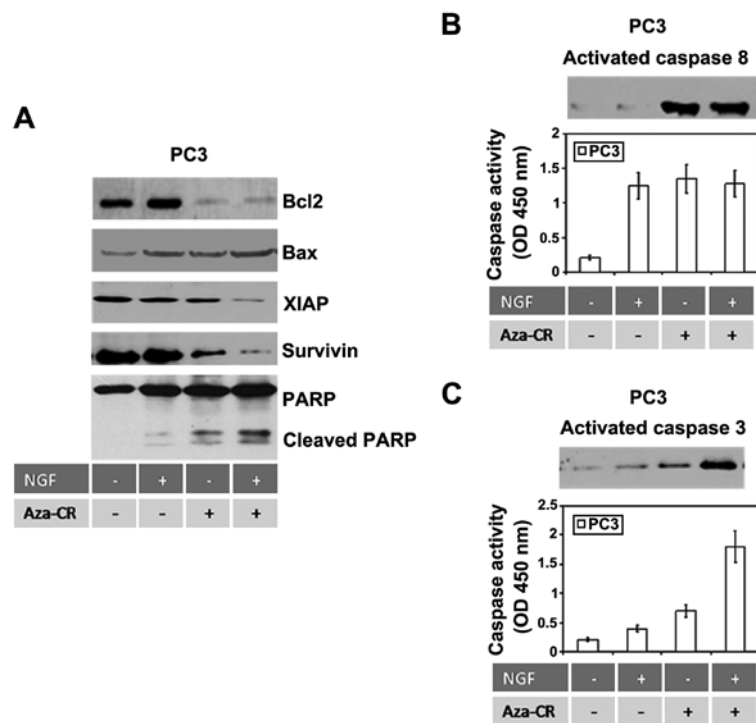 A
PC3
Bcl2
Bax
XIAP
Survivin
PARP
Cleaved PARP
NGF - + - +
Aza-CR - - + +
B
PC3
Activated caspase 8
Caspase activity
(OD 450 nm)
2
1.5
1
0.5
0
PC3
NGF - + - +
Aza-CR - - + +
C
PC3
Activated caspase 3
Caspase activity
(OD 450 nm)
2.5
2
1.5
1
0.5
0
PC3
NGF - + - +
Aza-CR - - + +